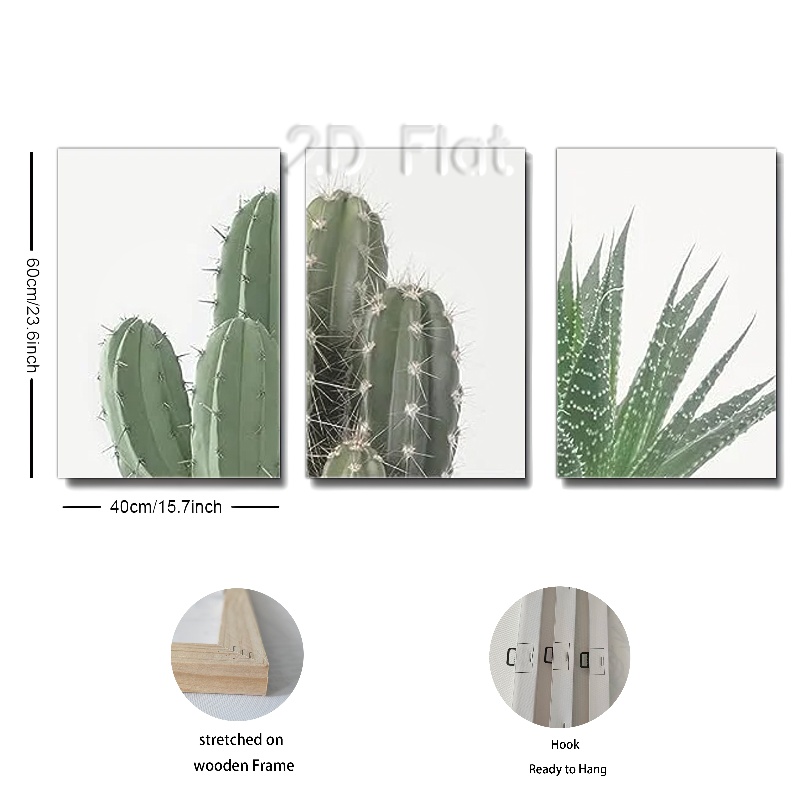 2D Flat.
60cm/23.6inch
40cm/15.7inch
stretched on
wooden Frame
Hook
Ready to Hang